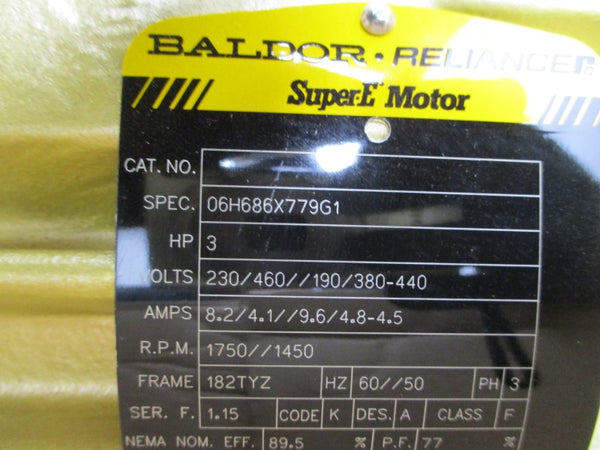 BALDOR • RELIANCE
Super-E Motor
CAT. NO.
SPEC. 06H686X779G1
HP 3
VOLTS 230/460//190/380-440
AMPS 8.2/4.1//9.6/4.8-4.5
R.P.M. 1750//1450
FRAME 182TYZ HZ 60//50 PH 3
SER. F. 1.15 CODE K DES. A CLASS F
NEMA NOM. EFF. 89.5 % P.F. 77 %